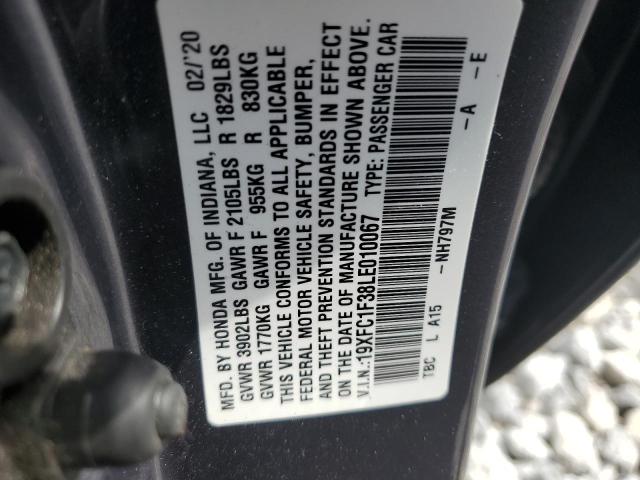 MFD. BY HONDA MFG. OF INDIANA, LLC 02/'20
GVWR 3902LBS GAWR F 2105LBS R 1829LBS
GVWR 1770KG GAWR F 955KG R 830KG
THIS VEHICLE CONFORMS TO ALL APPLICABLE
FEDERAL MOTOR VEHICLE SAFETY, BUMPER,
AND THEFT PREVENTION STANDARDS IN EFFECT
ON THE DATE OF MANUFACTURE SHOWN ABOVE.
V.I.N.:19XFC1F38LE010067 TYPE: PASSENGER CAR
TBC L A15 -NH797M -A -E